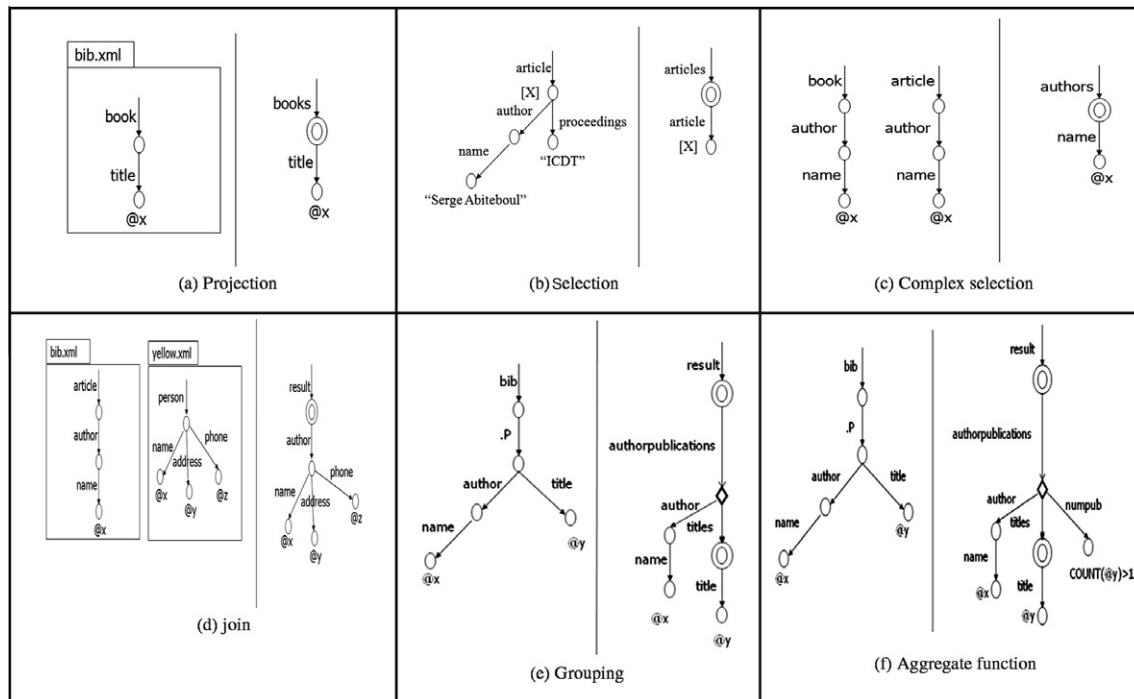 bib.xml
book
title
@x
books
title
@x
(a) Projection
article
[X]
author
proceedings
name
“ICDT”
“Serge Abiteboul”
articles
article
[X]
(b) Selection
book
author
name
@x
article
author
name
@x
authors
name
@x
(c) Complex selection
bib.xml
article
author
name
@x
yellow.xml
person
name
phone
address
@x
@z
@y
result
author
phone
name
address
@z
@x
@y
(d) join
bib
.P
author
title
name
@y
@x
result
authorpublications
author
titles
name
title
@x
@y
(e) Grouping
bib
.P
author
title
name
@y
@x
result
authorpublications
author
numpub
titles
name
COUNT(@y)>1
title
@x
@y
(f) Aggregate function